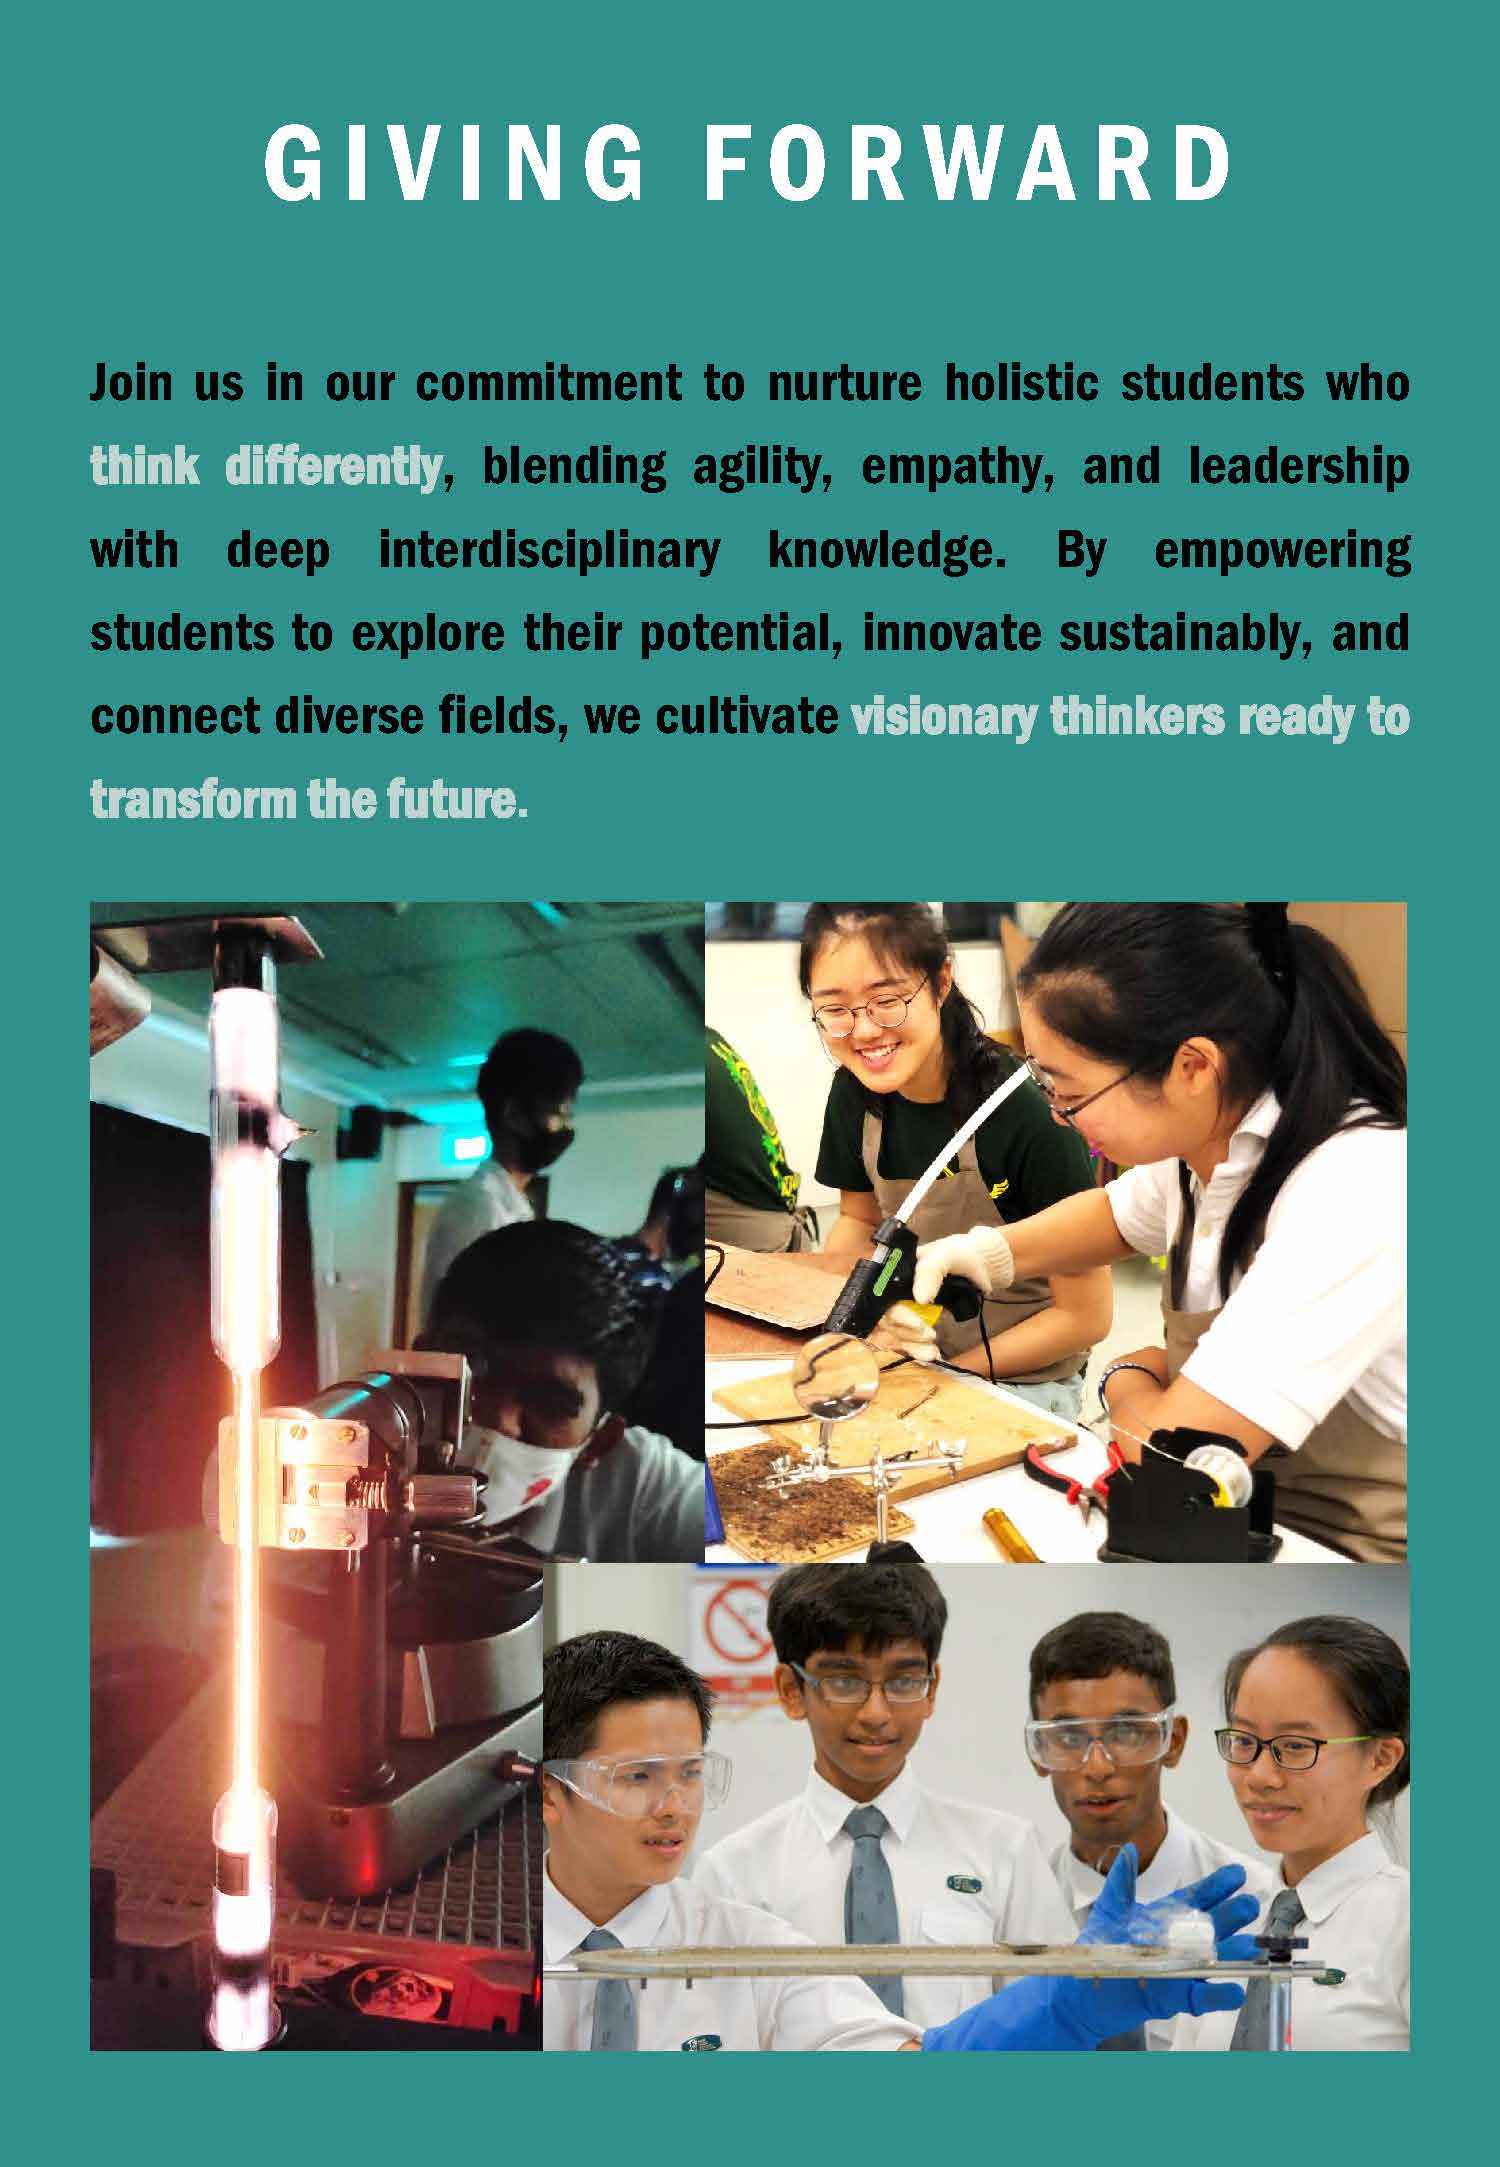 GIVING FORWARD
Join us in our commitment to nurture holistic students who
think differently, blending agility, empathy, and leadership
with deep interdisciplinary knowledge. By empowering
students to explore their potential, innovate sustainably, and
connect diverse fields, we cultivate visionary thinkers ready to
transform the future.